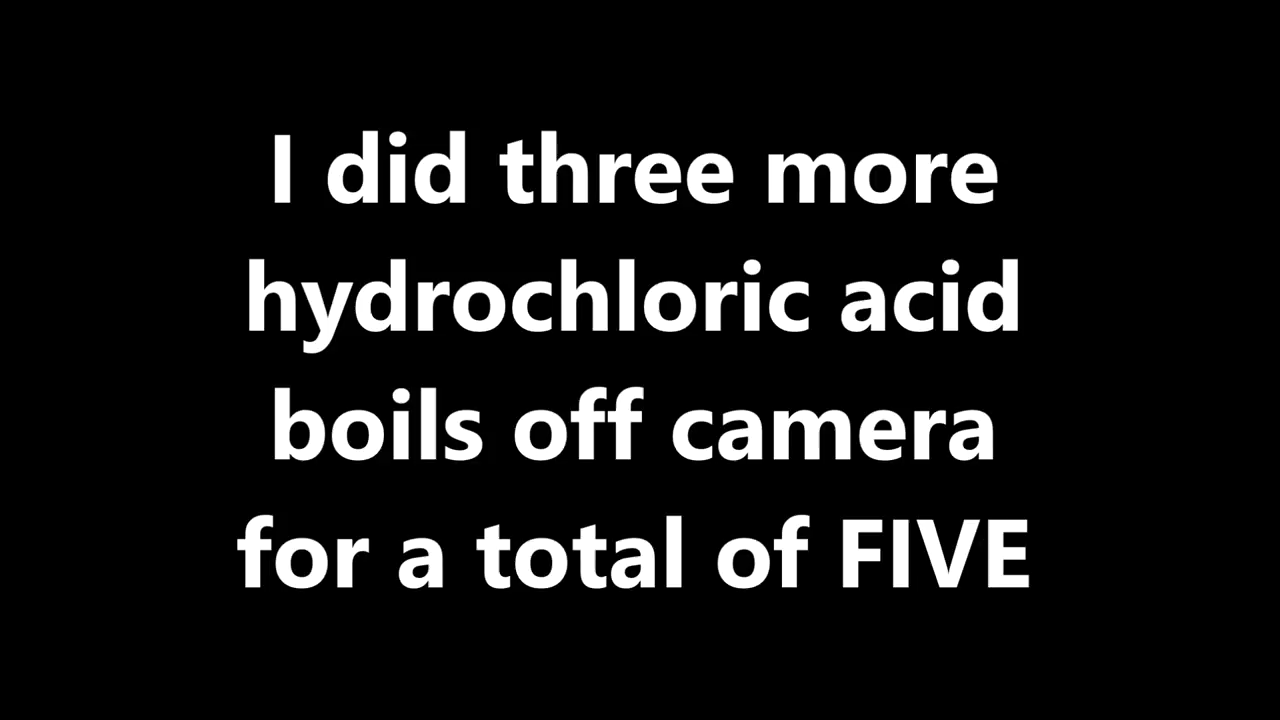 I did three more
hydrochloric acid
boils off camera
for a total of FIVE